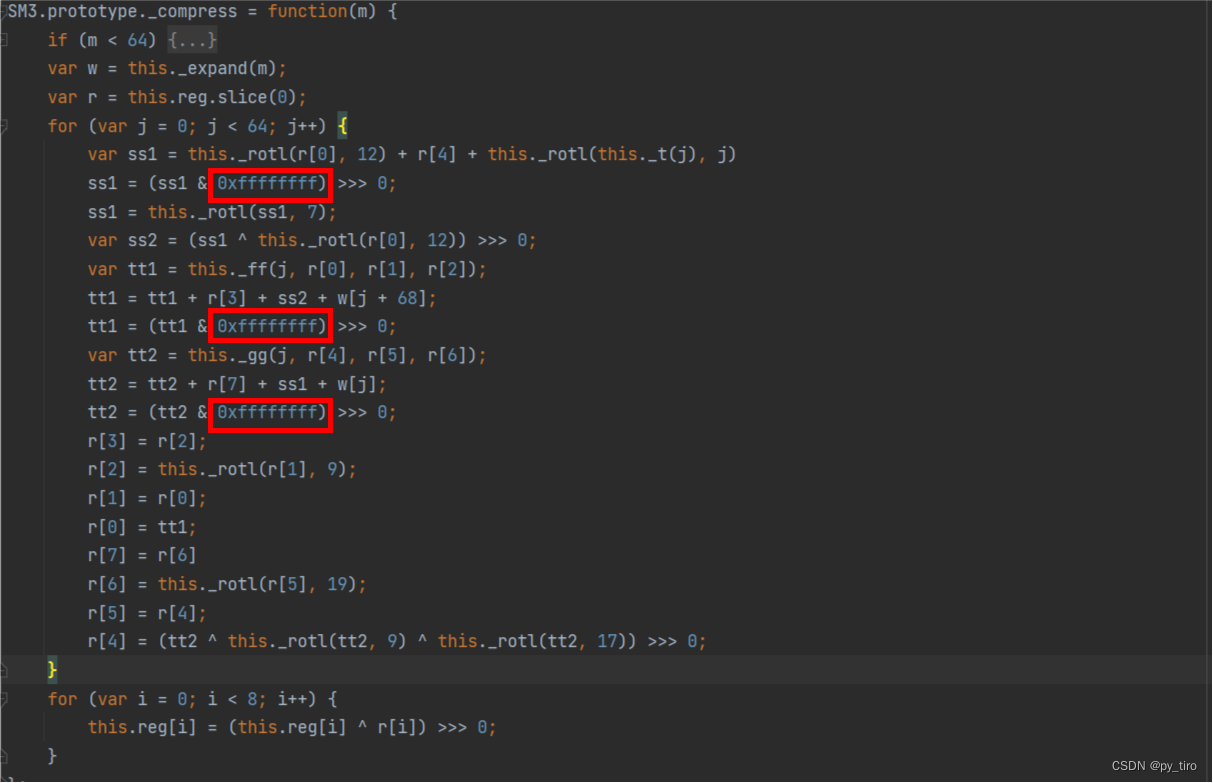 SM3.prototype._compress = function(m) {
if (m < 64) {...}
var w = this._expand(m);
var r = this.reg.slice(0);
for (var j = 0; j < 64; j++) {
var ss1 = this._rotl(r[0], 12) + r[4] + this._rotl(this._t(j), j)
ss1 = (ss1 & 0xffffffff) >>> 0;
ss1 = this._rotl(ss1, 7);
var ss2 = (ss1 ^ this._rotl(r[0], 12)) >>> 0;
var tt1 = this._ff(j, r[0], r[1], r[2]);
tt1 = tt1 + r[3] + ss2 + w[j + 68];
tt1 = (tt1 & 0xffffffff) >>> 0;
var tt2 = this._gg(j, r[4], r[5], r[6]);
tt2 = tt2 + r[7] + ss1 + w[j];
tt2 = (tt2 & 0xffffffff) >>> 0;
r[3] = r[2];
r[2] = this._rotl(r[1], 9);
r[1] = r[0];
r[0] = tt1;
r[7] = r[6]
r[6] = this._rotl(r[5], 19);
r[5] = r[4];
r[4] = (tt2 ^ this._rotl(tt2, 9) ^ this._rotl(tt2, 17)) >>> 0;
}
for (var i = 0; i < 8; i++) {
this.reg[i] = (this.reg[i] ^ r[i]) >>> 0;
}
CSDN @py_tiro